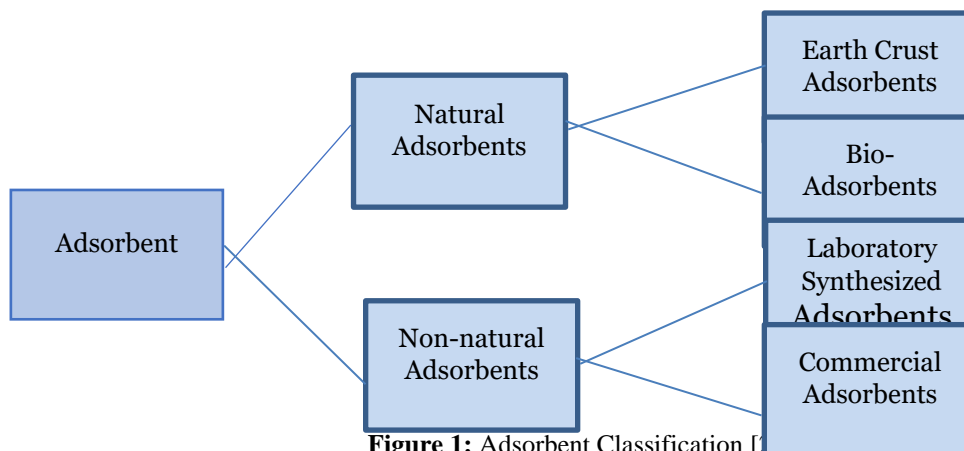 Earth Crust
Adsorbents
Natural
Adsorbents
Bio-
Adsorbents
Adsorbent
Laboratory
Synthesized
Adsorbents
Non-natural
Adsorbents
Commercial
Adsorbents
Figure 1: Adsorbent Classification